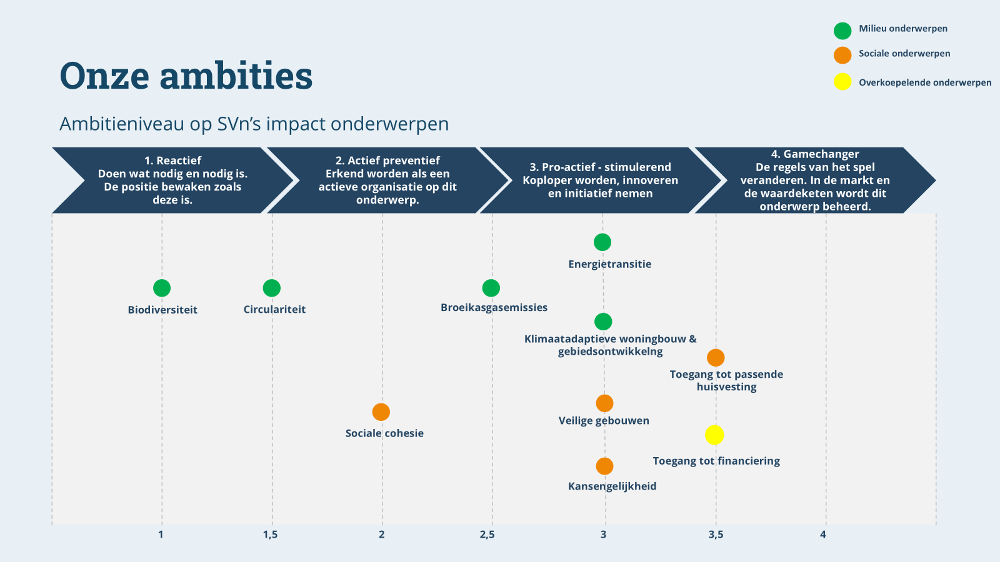 Milieu onderwerpen
Sociale onderwerpen
Overkoepelende onderwerpen
Onze ambities
Ambitieniveau op SVn’s impact onderwerpen
1. Reactief
Doen wat nodig en nodig is.
De positie bewaken zoals
deze is.
2. Actief preventief
Erkend worden als een
actieve organisatie op dit
onderwerp.
3. Pro-actief - stimulerend
Koploper worden, innoveren
en initiatief nemen
4. Gamechanger
De regels van het spel
veranderen. In de markt en
de waardeketen wordt dit
onderwerp beheerd.
Energietransitie
Biodiversiteit
Circulariteit
Broeikasgasemissies
Klimaatadaptieve woningbouw &
gebiedsontwikkelng
Toegang tot passende
huisvesting
Veilige gebouwen
Sociale cohesie
Toegang tot financiering
Kansengelijkheid
1
1,5
2
2,5
3
3,5
4